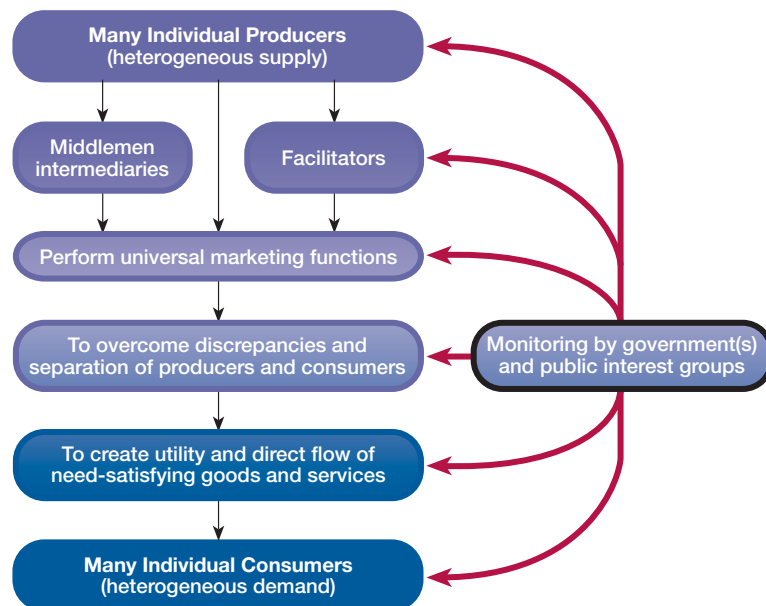 Many Individual Producers
(heterogeneous supply)
Middlemen
intermediaries
Facilitators
Perform universal marketing functions
To overcome discrepancies and
separation of producers and consumers
Monitoring by government(s)
and public interest groups
To create utility and direct flow of
need-satisfying goods and services
Many Individual Consumers
(heterogeneous demand)